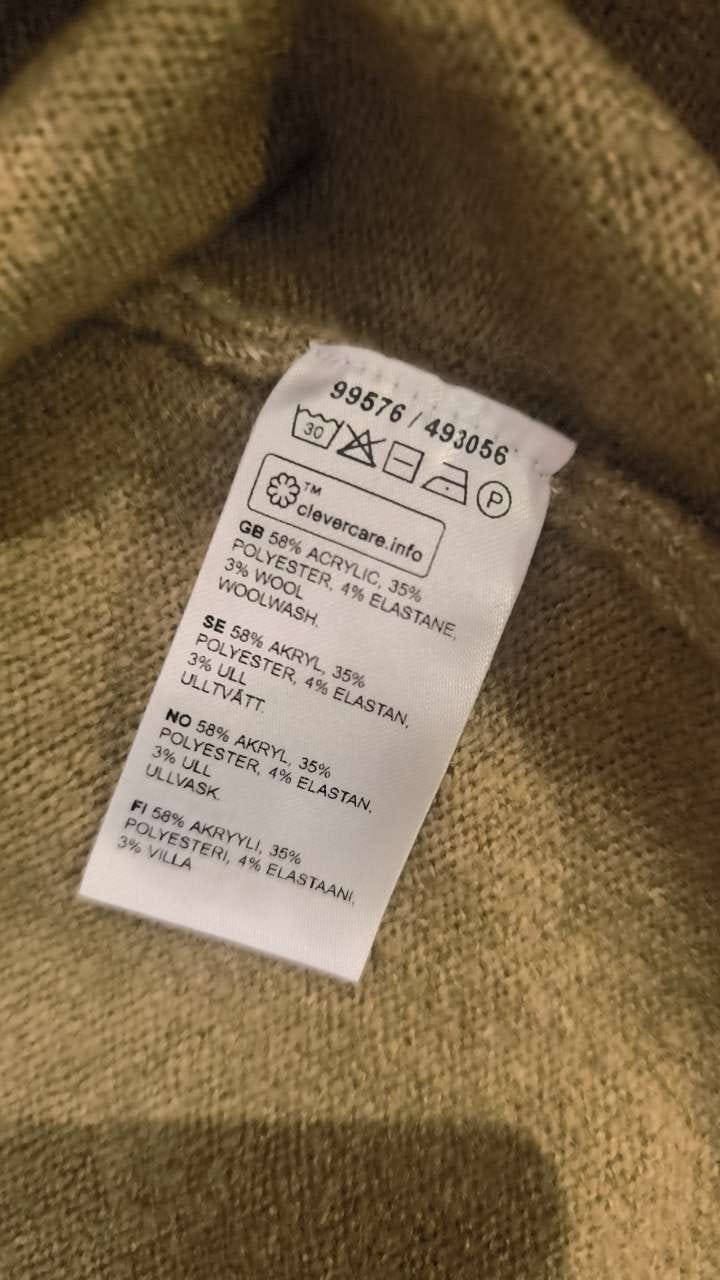 99576 / 493056
30 P
TM
clevercare.info
GB 58% ACRYLIC, 35%
POLYESTER, 4% ELASTANE,
3% WOOL
WOOLWASH.
SE 58% AKRYL, 35%
POLYESTER, 4% ELASTAN,
3% ULL
ULLTVÄTT.
NO 58% AKRYL, 35%
POLYESTER, 4% ELASTAN,
3% ULL
ULLVASK.
FI 58% AKRYYLI, 35%
POLYESTERI, 4% ELASTAANI,
3% VILLA